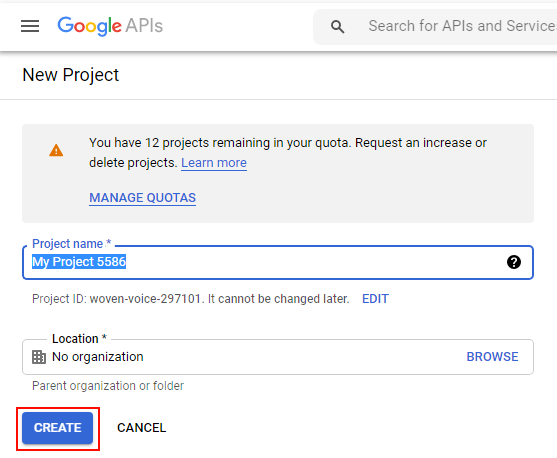 Google APIs
Search for APIs and Service
New Project
You have 12 projects remaining in your quota. Request an increase or
delete projects. Learn more
MANAGE QUOTAS
Project name *
My Project 5586
Project ID: woven-voice-297101. It cannot be changed later. EDIT
Location *
No organization BROWSE
Parent organization or folder
CREATE CANCEL